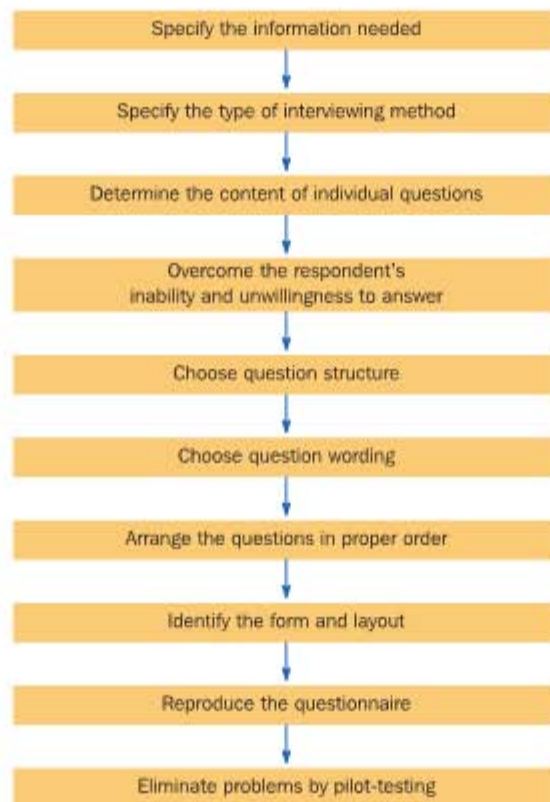 Specify the information needed
Specify the type of interviewing method
Determine the content of individual questions
Overcome the respondent's
inability and unwillingness to answer
Choose question structure
Choose question wording
Arrange the questions in proper order
Identify the form and layout
Reproduce the questionnaire
Eliminate problems by pilot-testing